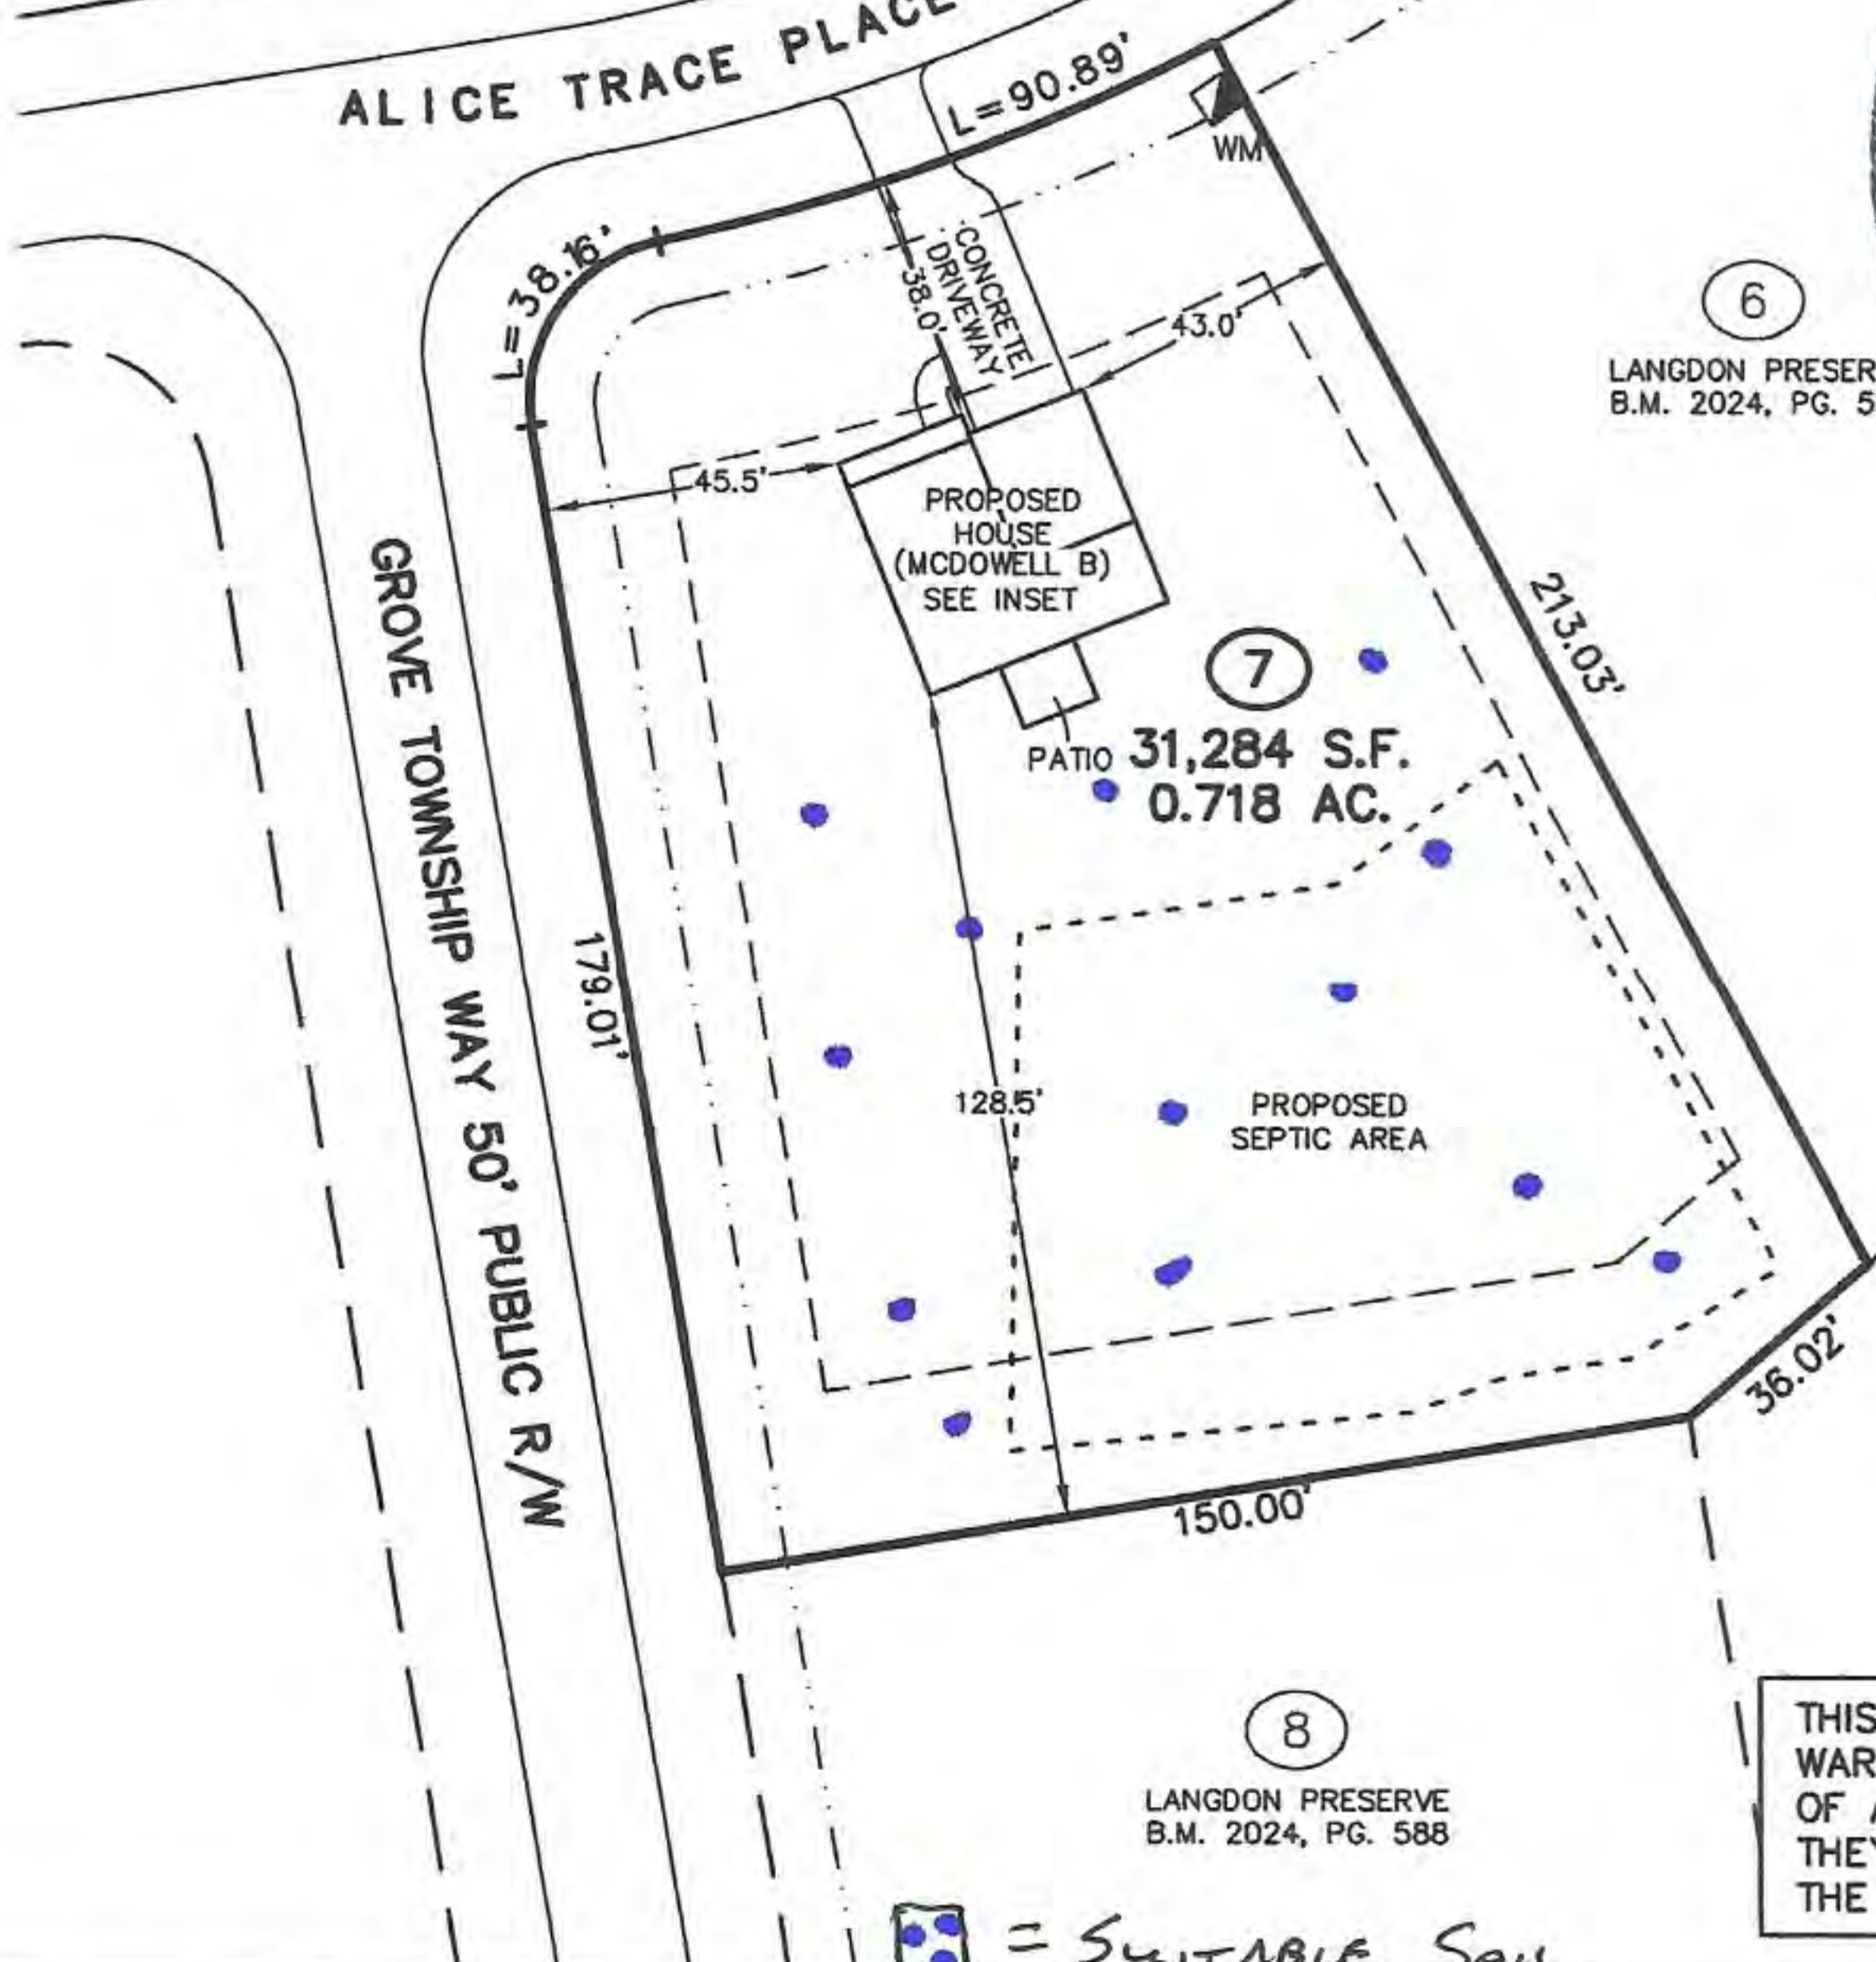 ALICE TRACE PLACE
L=90.89'
WM
L=38.16'
CONCRETE
DRIVEWAY
38.0'
43.0'
6
LANGDON PRESER
B.M. 2024, PG. 5
45.5'
PROPOSED
HOUSE
(MCDOWELL B)
SEE INSET
GROVE TOWNSHIP WAY 50' PUBLIC R/W
213.03'
7
PATIO
31,284 S.F.
0.718 AC.
179.01'
128.5'
PROPOSED
SEPTIC AREA
36.02'
150.00'
8
LANGDON PRESERVE
B.M. 2024, PG. 588
THIS
WAR
OF
THEY
THE
= SUITABLE SOIL